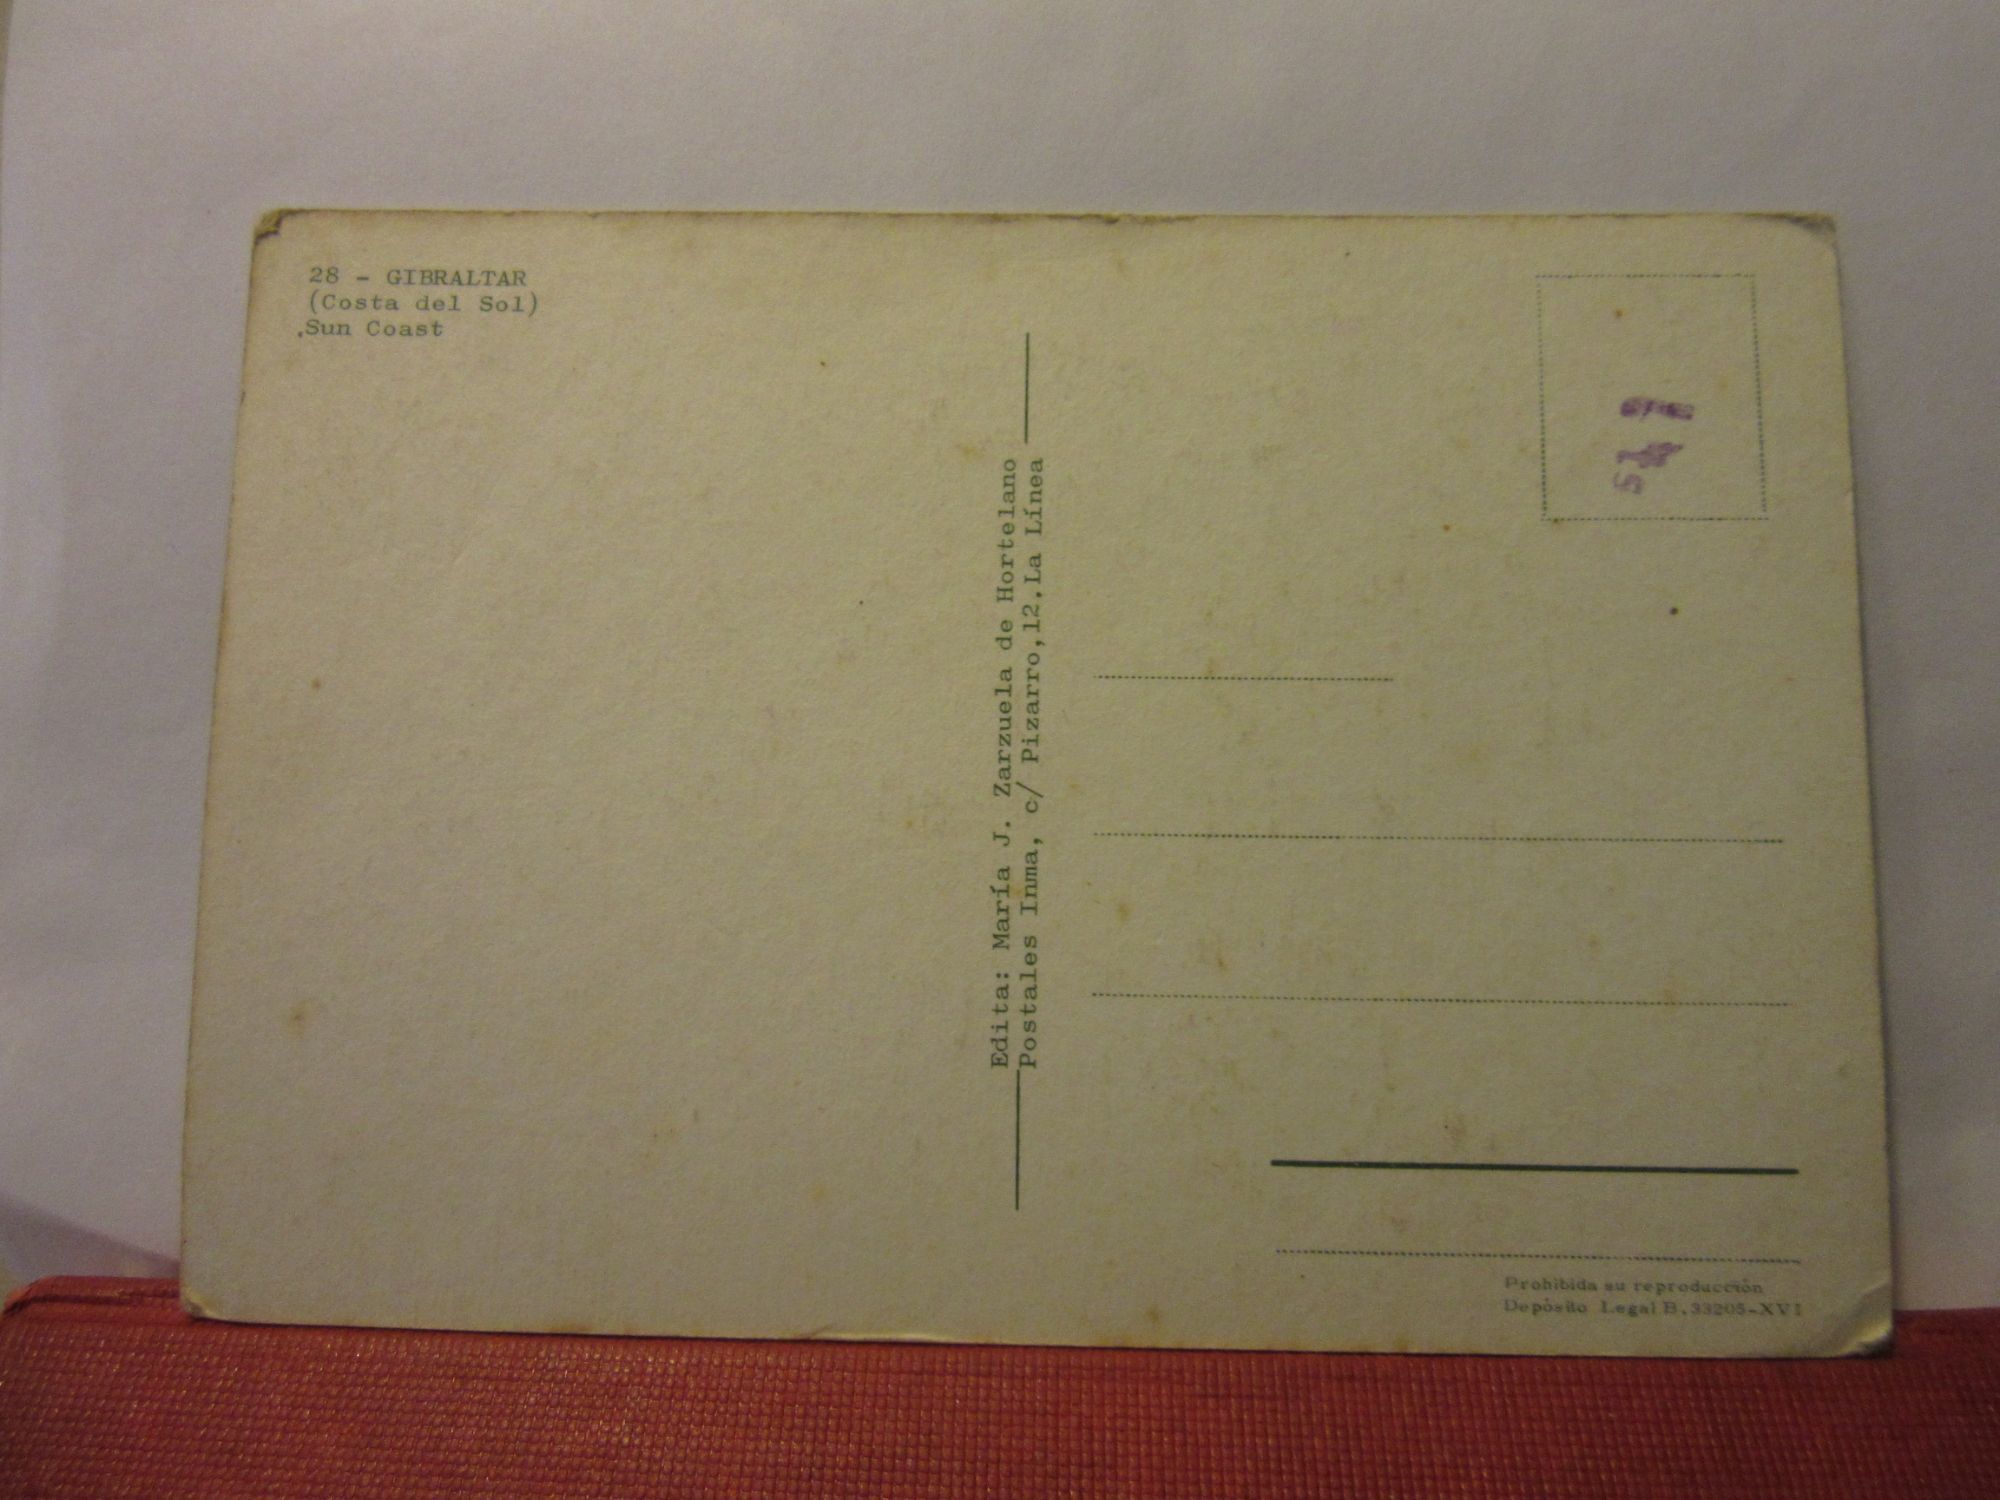 28 - GIBRALTAR
(Costa del Sol)
Sun Coast
Edita: María J. Zarzuela de Hortelano
Postales Inma, c/ Pizarro,12.La Línea
Prohibida su reproducción
Depósito Legal B. 33205-XVI